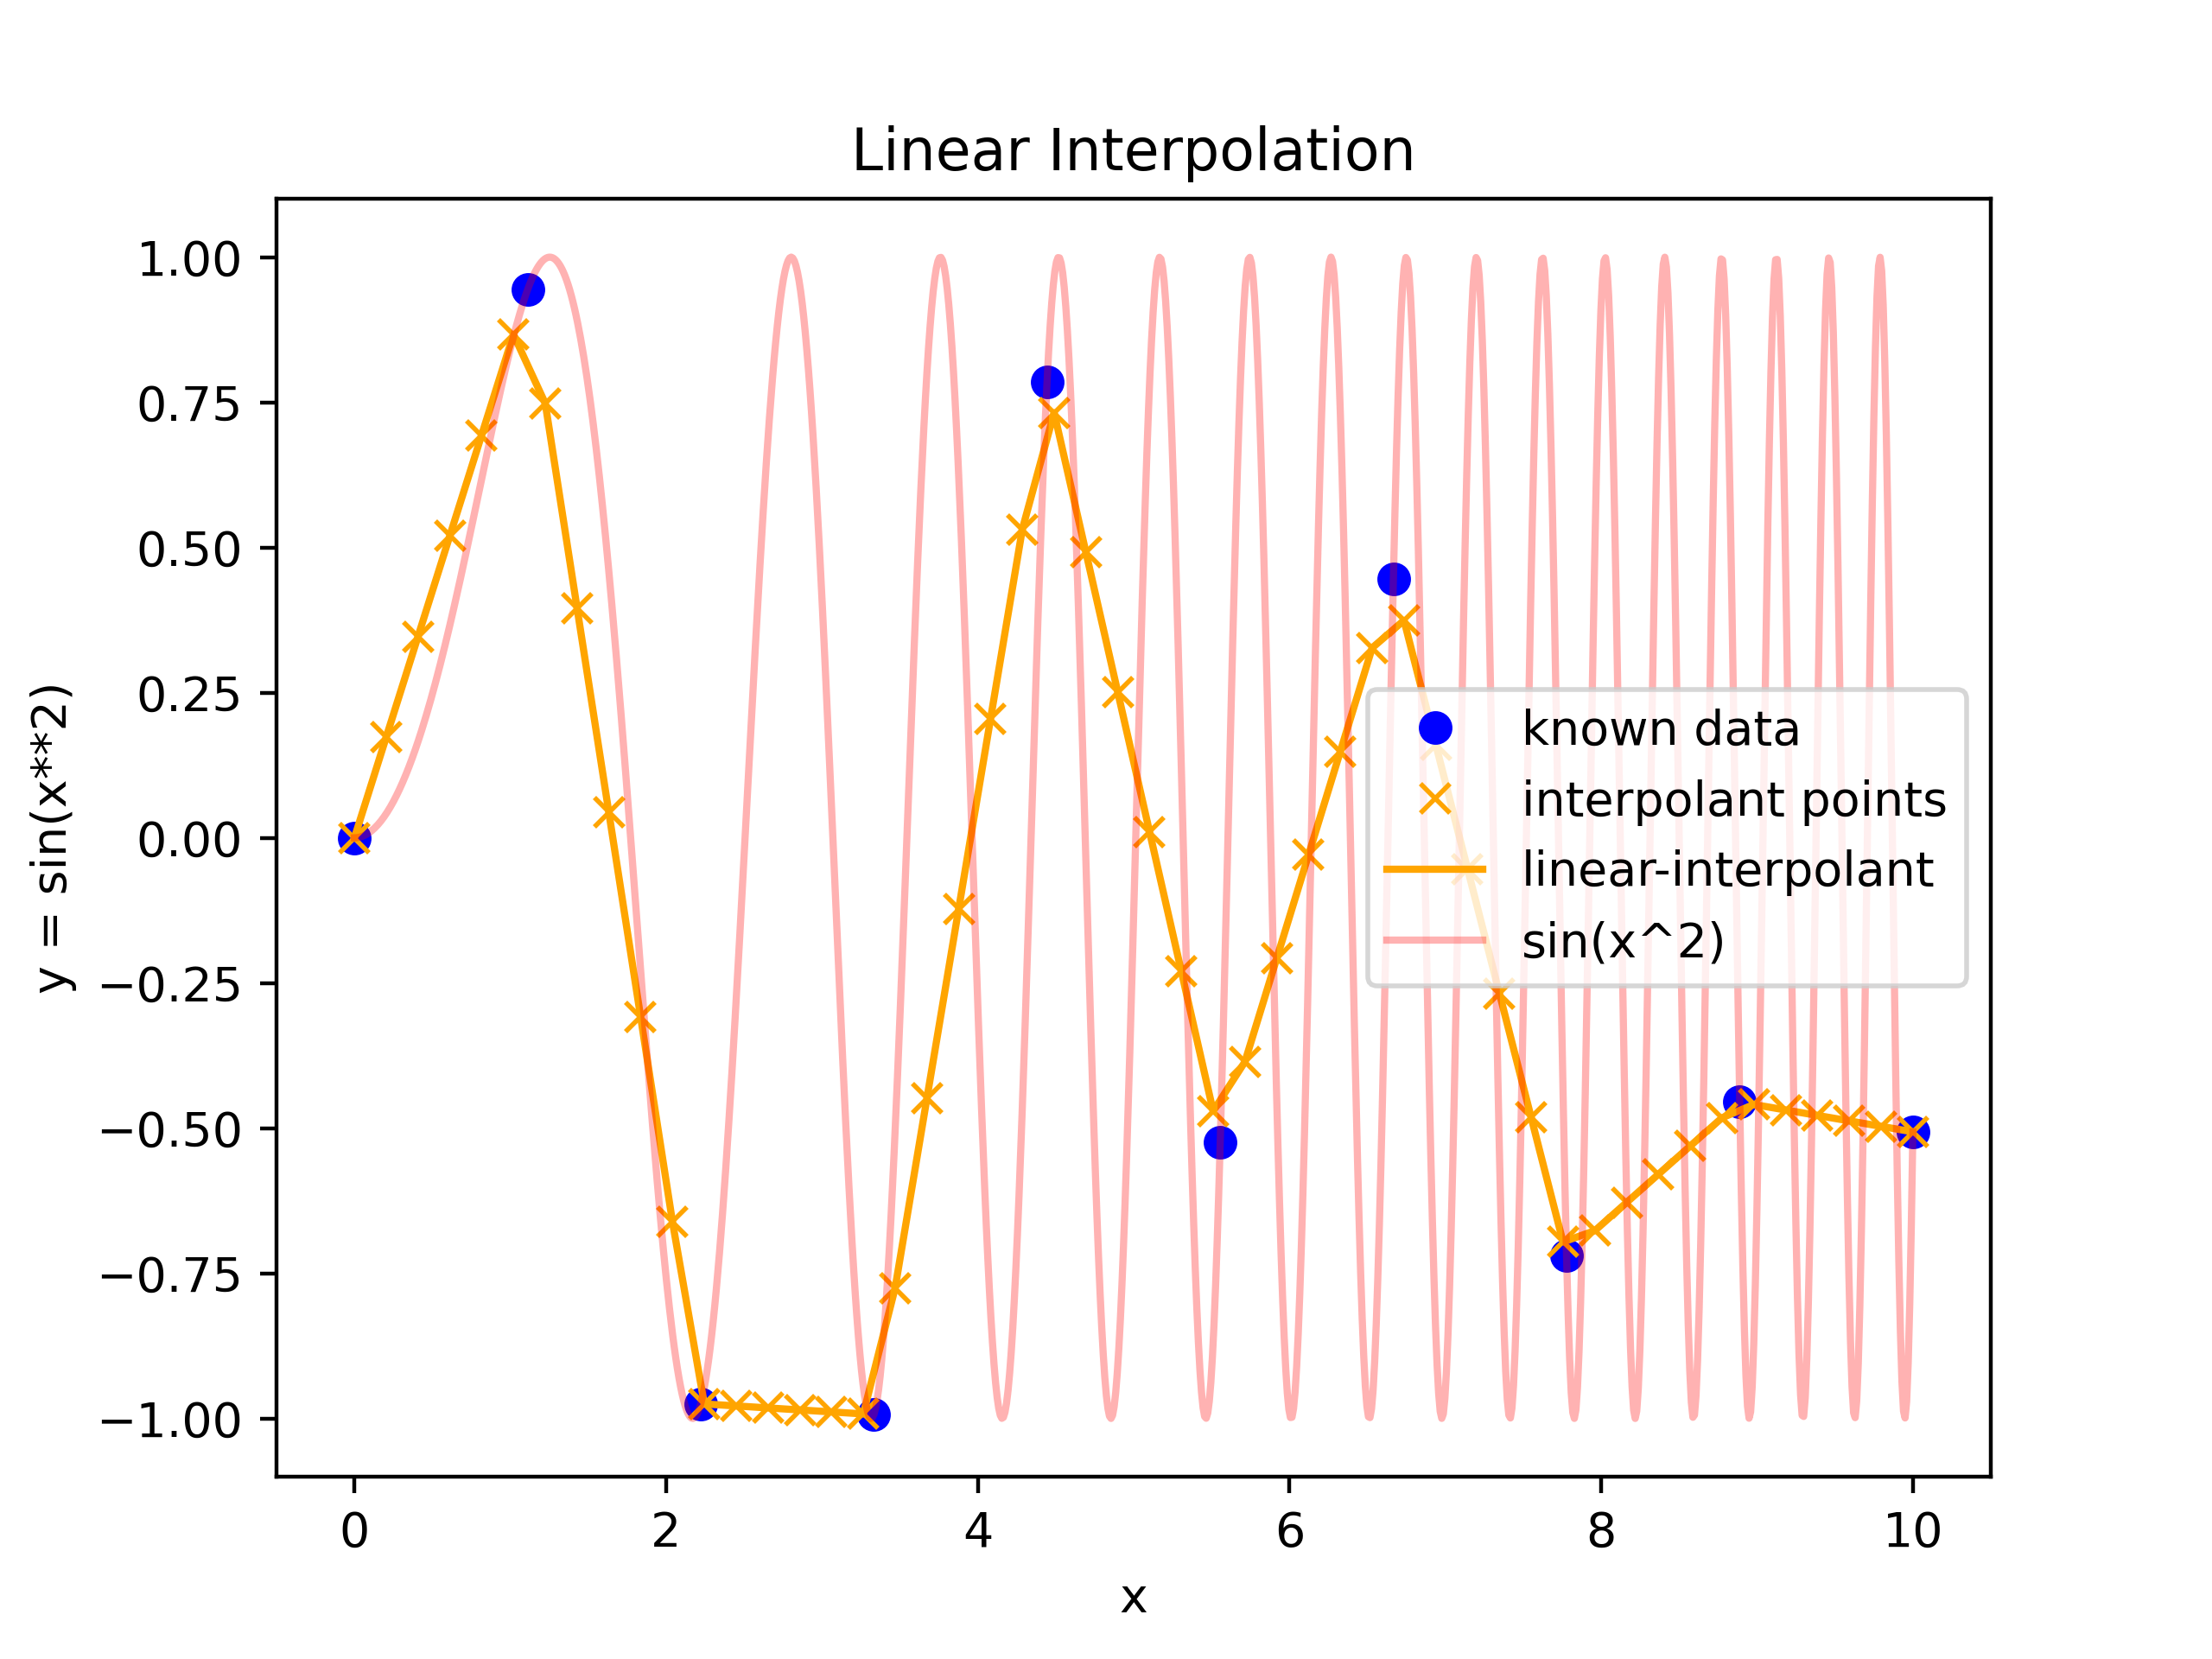 Linear Interpolation
y = sin(x**2)
1.00
0.75
0.50
0.25
0.00
−0.25
−0.50
−0.75
−1.00
known data
interpolant points
linear-interpolant
sin(x^2)
0 2 4 6 8 10
x